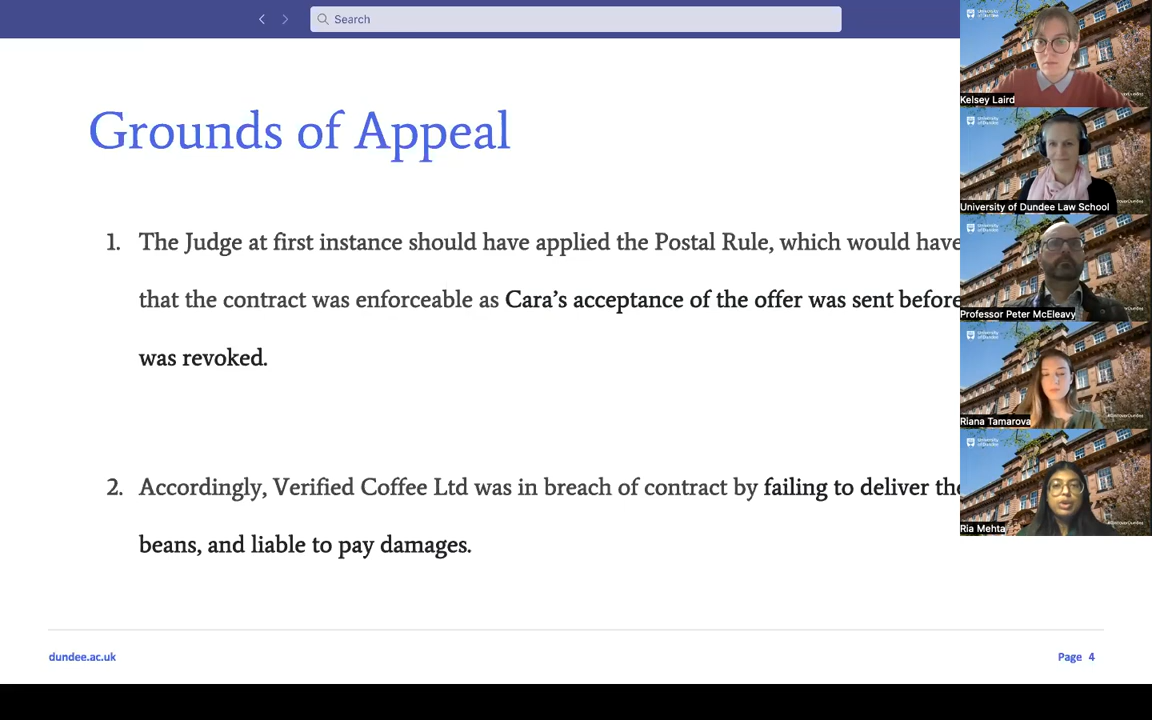 Search
Grounds of Appeal
1. The Judge at first instance should have applied the Postal Rule, which would have
that the contract was enforceable as Cara's acceptance of the offer was sent before
was revoked.
2. Accordingly, Verified Coffee Ltd was in breach of contract by failing to deliver the
beans, and liable to pay damages.
dundee.ac.uk
Page 4
Kelsey Laird
University of Dundee Law School
Professor Peter McEleavy
Riana Tamarova
Ria Mehta